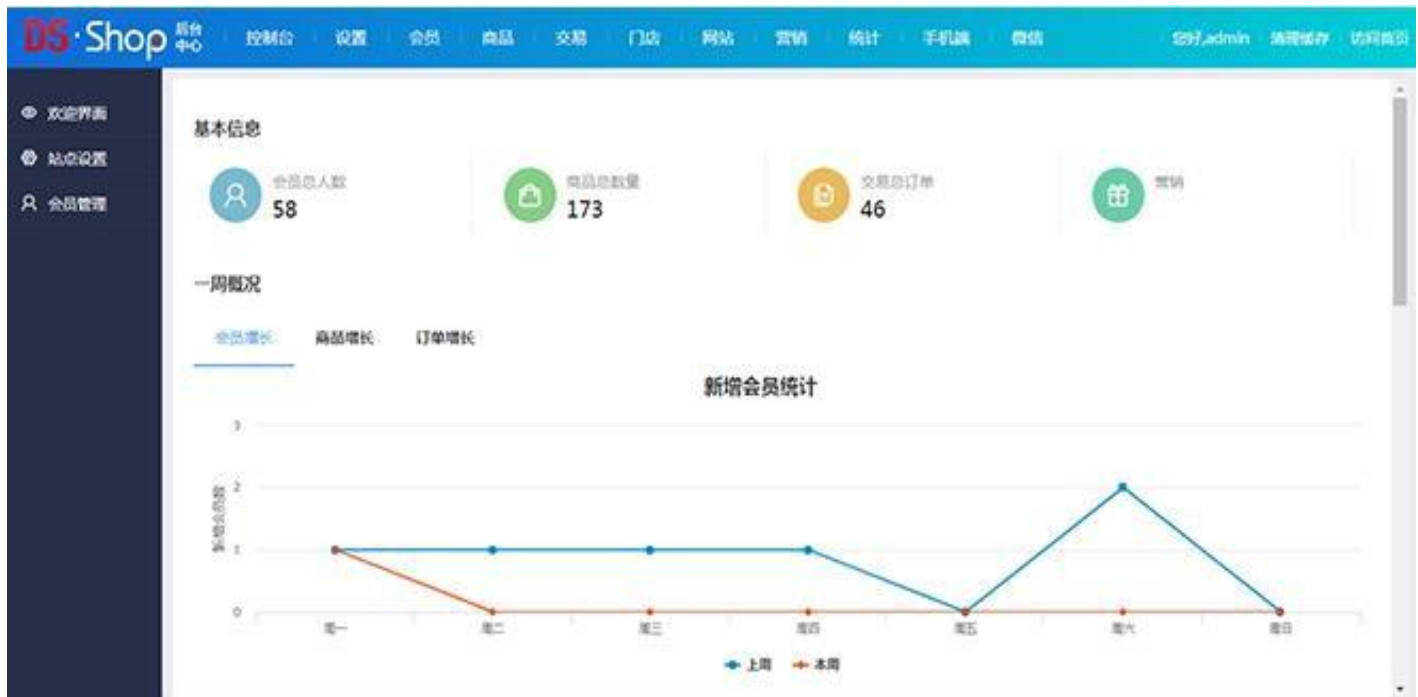 DS·Shop 后台中心 控制台 设置 会员 商品 交易 门店 网站 营销 统计 手机端 微信 您好,admin 清理缓存 访问首页
欢迎界面
站点设置
会员管理
基本信息
会员总人数
58
商品总数量
173
交易总订单
46
营销
一周概况
会员增长 商品增长 订单增长
新增会员统计
新增会员数
3
2
1
0
周一 周二 周三 周四 周五 周六 周日
上周 本周